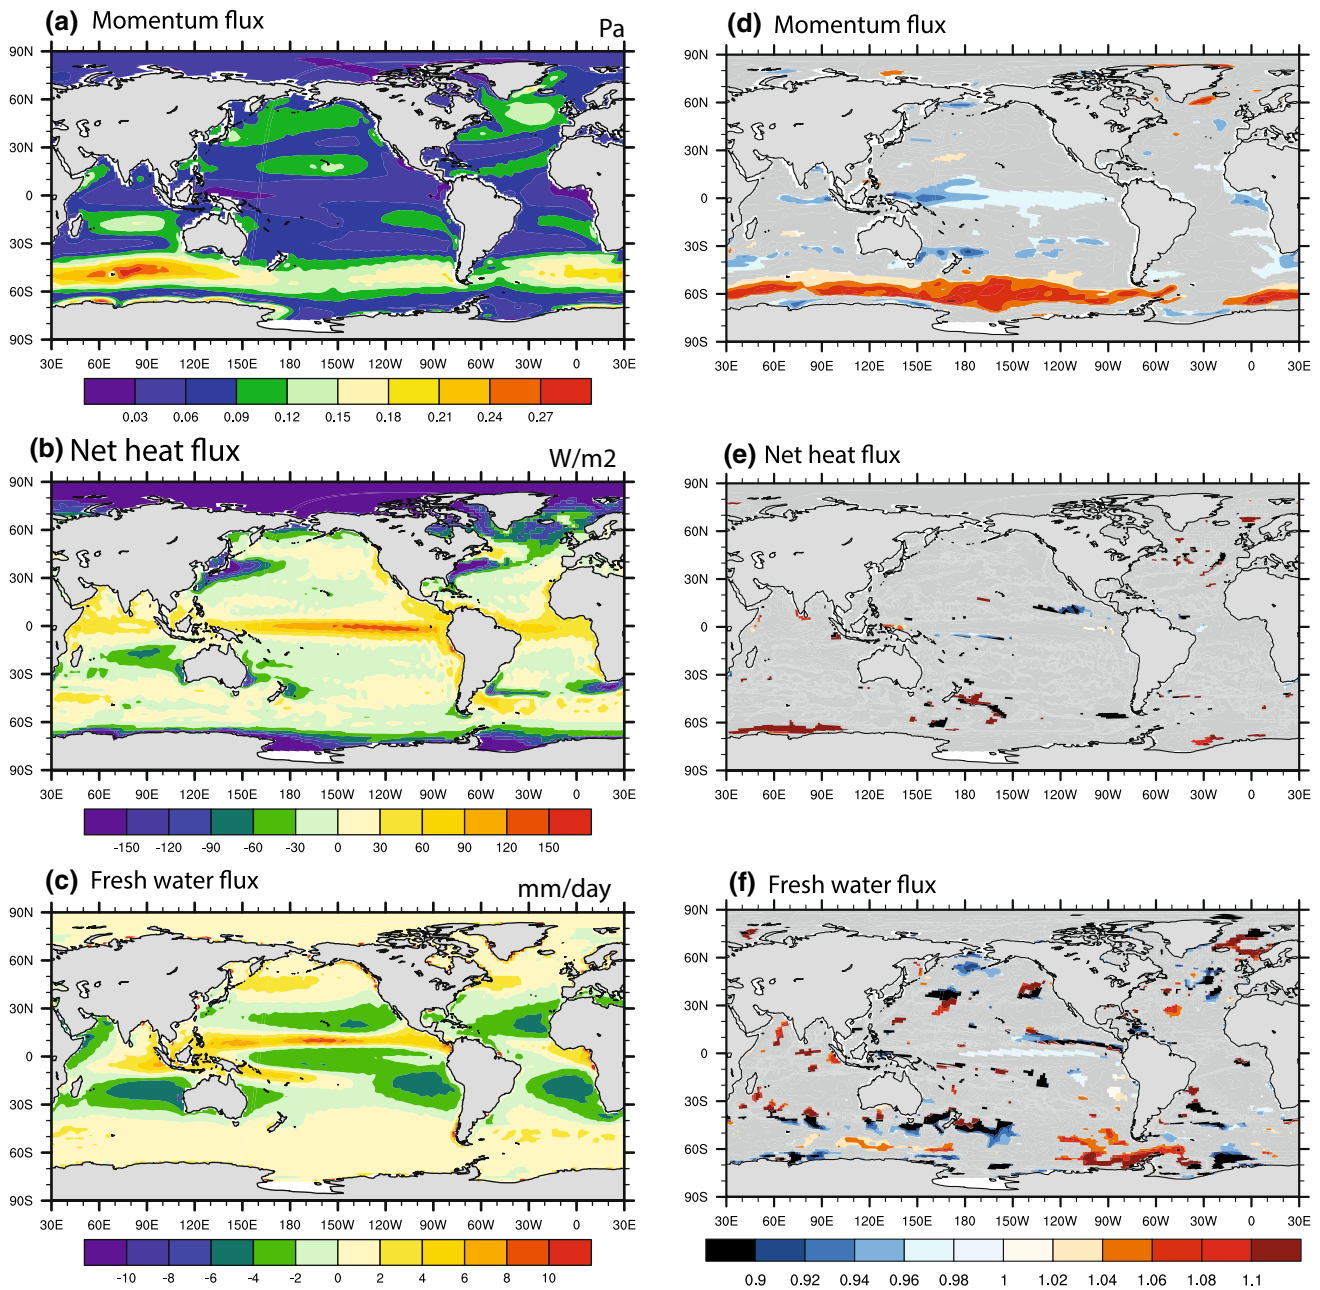 (a) Momentum flux Pa
90N
60N
30N
0
30S
60S
90S
30E 60E 90E 120E 150E 180 150W 120W 90W 60W 30W 0 30E
0.03 0.06 0.09 0.12 0.15 0.18 0.21 0.24 0.27
(d) Momentum flux
90N
60N
30N
0
30S
60S
90S
30E 60E 90E 120E 150E 180 150W 120W 90W 60W 30W 0 30E
(b) Net heat flux W/m2
90N
60N
30N
0
30S
60S
90S
30E 60E 90E 120E 150E 180 150W 120W 90W 60W 30W 0 30E
-150 -120 -90 -60 -30 0 30 60 90 120 150
(e) Net heat flux
90N
60N
30N
0
30S
60S
90S
30E 60E 90E 120E 150E 180 150W 120W 90W 60W 30W 0 30E
(c) Fresh water flux mm/day
90N
60N
30N
0
30S
60S
90S
30E 60E 90E 120E 150E 180 150W 120W 90W 60W 30W 0 30E
-10 -8 -6 -4 -2 0 2 4 6 8 10
(f) Fresh water flux
90N
60N
30N
0
30S
60S
90S
30E 60E 90E 120E 150E 180 150W 120W 90W 60W 30W 0 30E
0.9 0.92 0.94 0.96 0.98 1 1.02 1.04 1.06 1.08 1.1